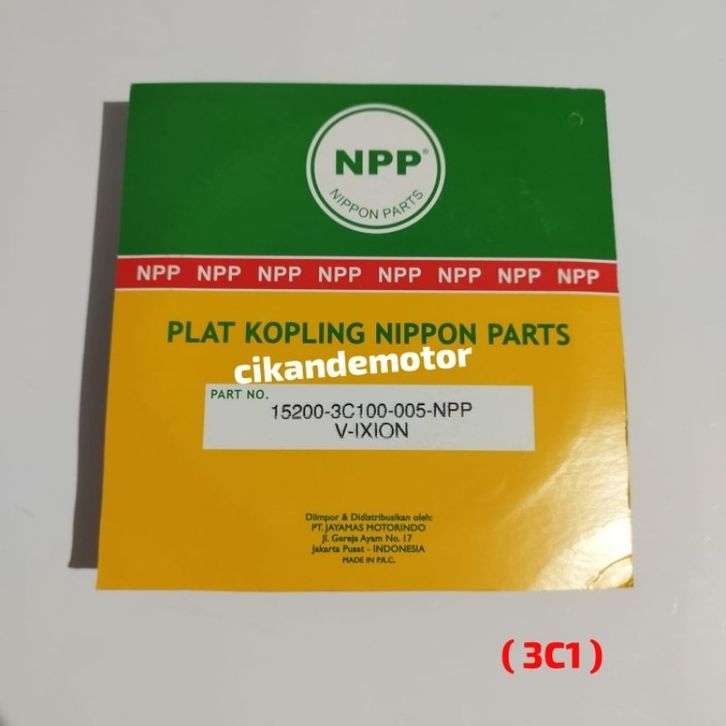 NPP®
NIPPON PARTS
NPP NPP NPP NPP NPP NPP NPP NPP
PLAT KOPLING NIPPON PARTS
cikandemotor
PART NO.
15200-3C100-005-NPP
V-IXION
Diimpor & Didistribusikan oleh:
PT. JAYAMAS MOTORINDO
Jl. Gereja Ayam No. 17
Jakarta Pusat - INDONESIA
MADE IN P.R.C.
( 3C1 )